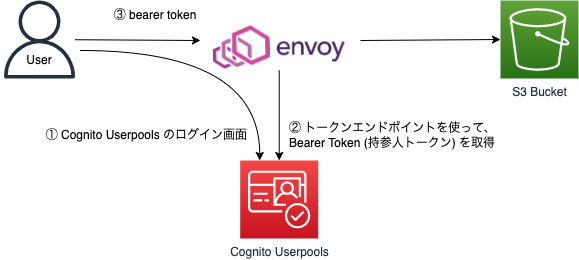 ③ bearer token
User
envoy
S3 Bucket
① Cognito Userpools のログイン画面
② トークンエンドポイントを使って、
Bearer Token (持参人トークン) を取得
Cognito Userpools